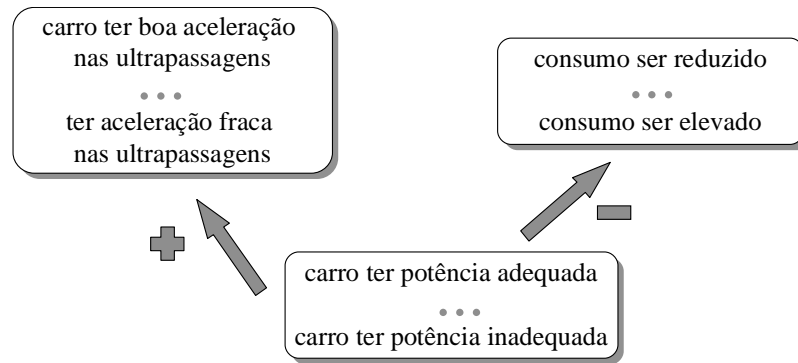 carro ter boa aceleração
nas ultrapassagens
...
ter aceleração fraca
nas ultrapassagens
consumo ser reduzido
...
consumo ser elevado
carro ter potência adequada
...
carro ter potência inadequada